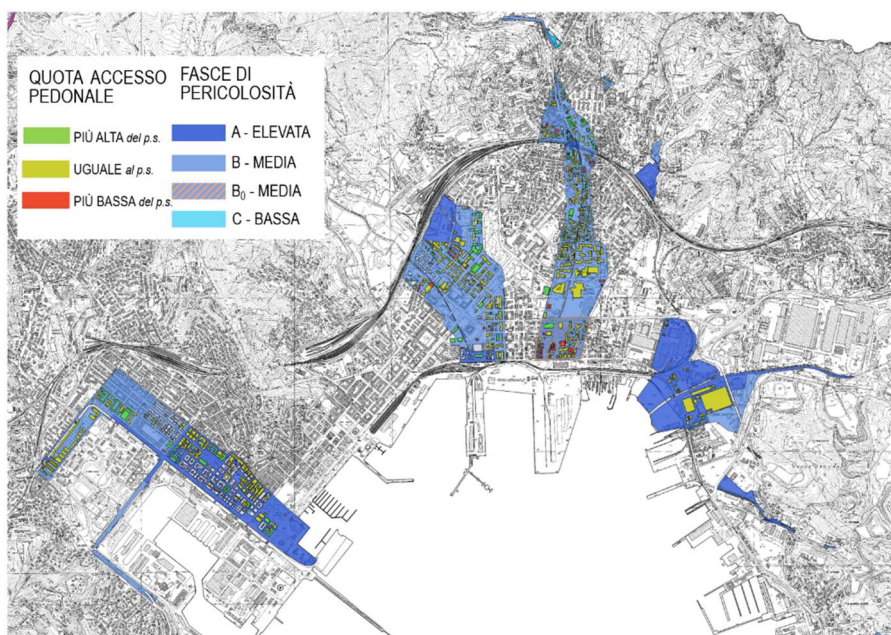 QUOTA ACCESSO
PEDONALE
PIÙ ALTA del p.s.
UGUALE al p.s.
PIÙ BASSA del p.s.
FASCE DI
PERICOLOSITÀ
A - ELEVATA
B - MEDIA
B0 - MEDIA
C - BASSA